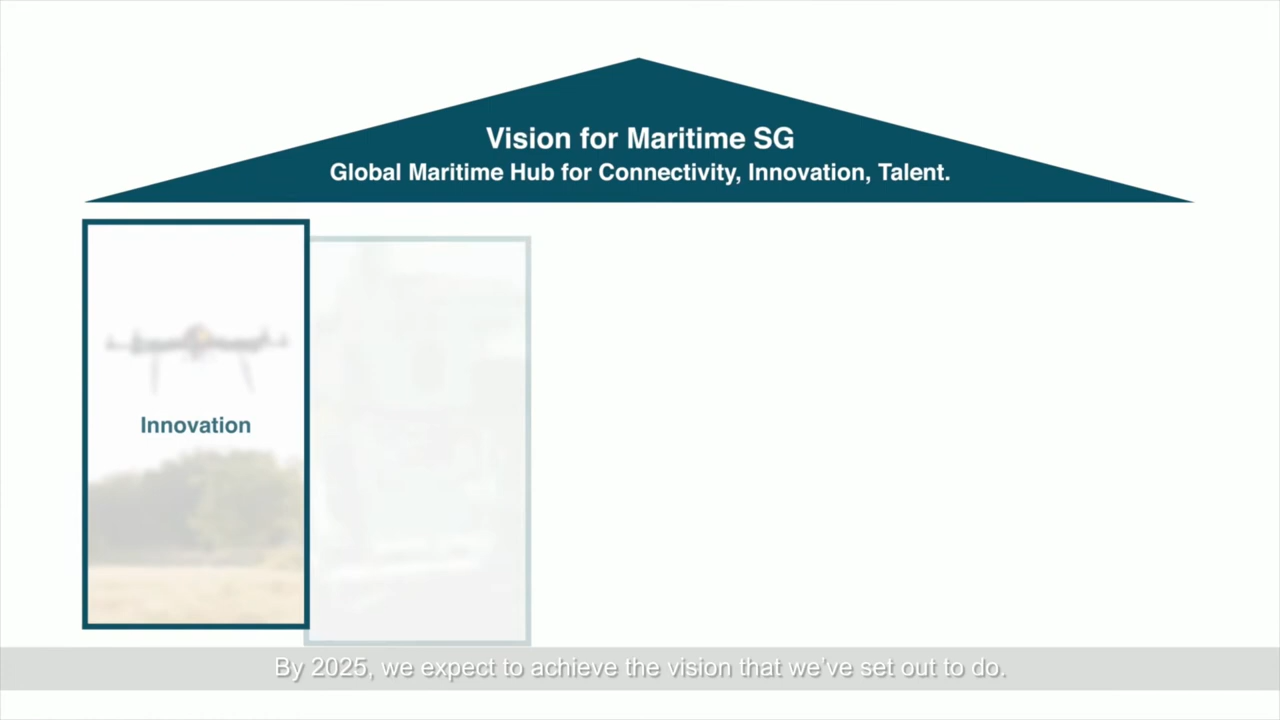 Vision for Maritime SG
Global Maritime Hub for Connectivity, Innovation, Talent.
Innovation
By 2025, we expect to achieve the vision that we've set out to do.